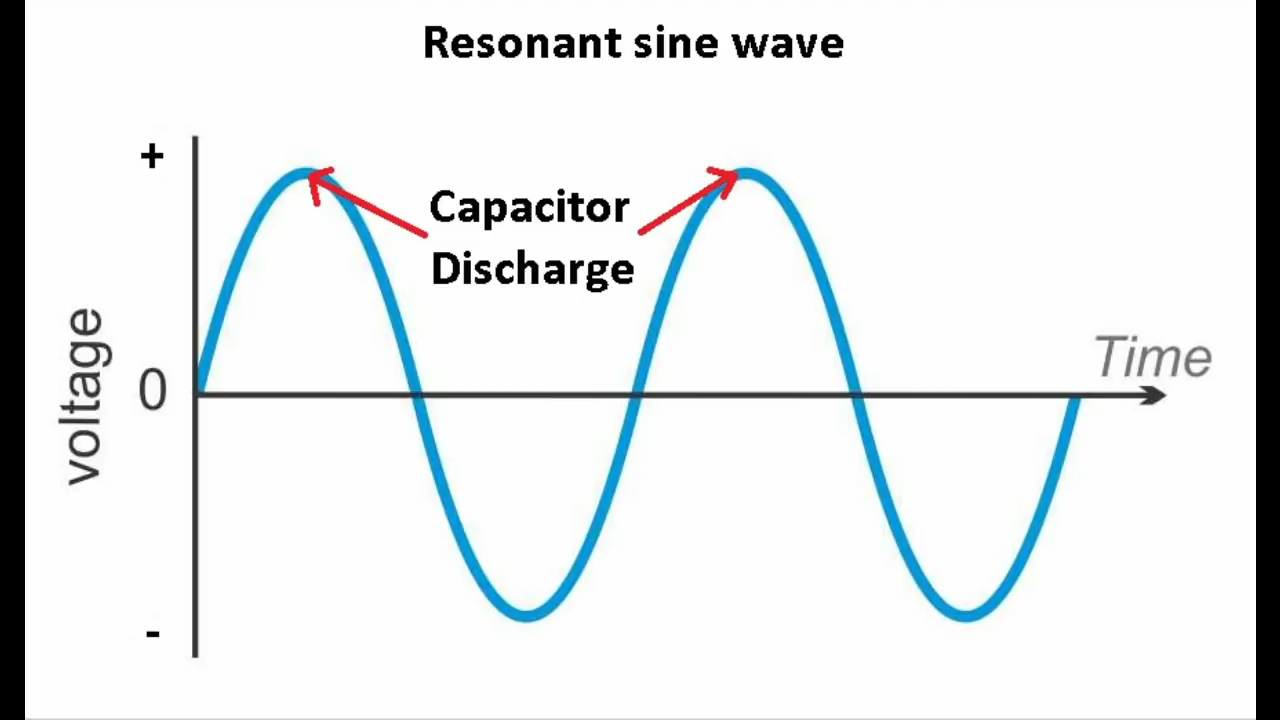 Resonant sine wave
+
Capacitor
Discharge
Time
voltage
0
-